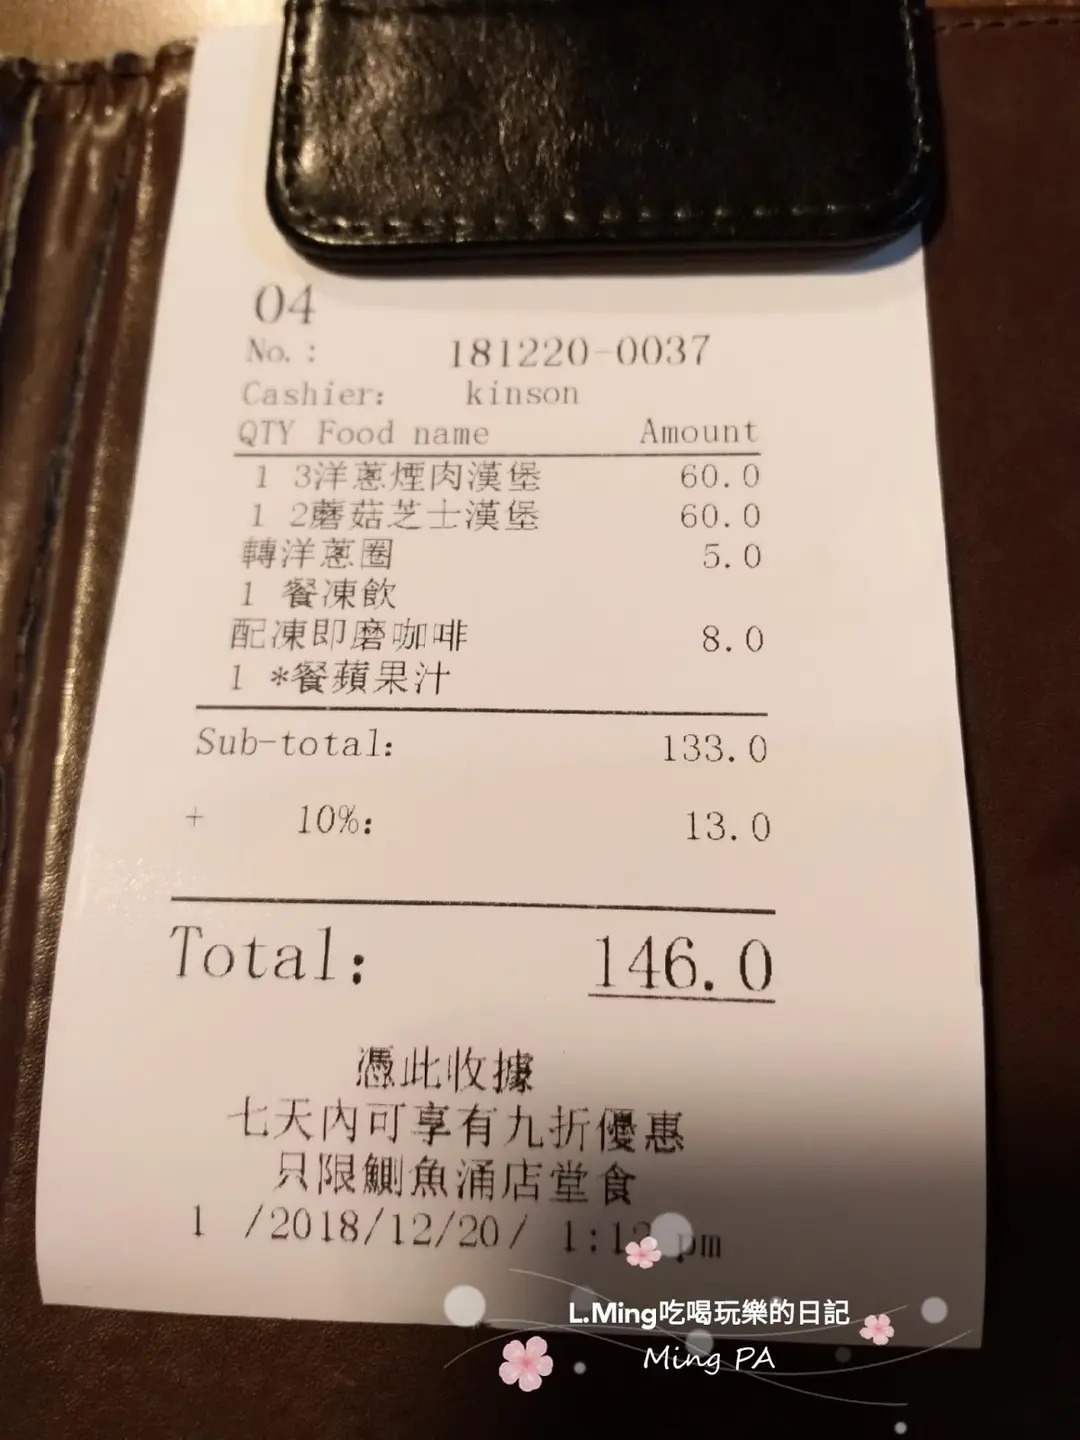 04
No.: 181220-0037
Cashier: kinson
QTY Food name Amount
1 3洋蔥煙肉漢堡 60.0
1 2蘑菇芝士漢堡 60.0
轉洋蔥圈 5.0
1 餐凍飲
配凍即磨咖啡 8.0
1 *餐蘋果汁
Sub-total: 133.0
+ 10%: 13.0
Total: 146.0
憑此收據
七天內可享有九折優惠
只限鰂魚涌店堂食
1 /2018/12/20/ pm
L.Ming吃喝玩樂的日記
Ming PA